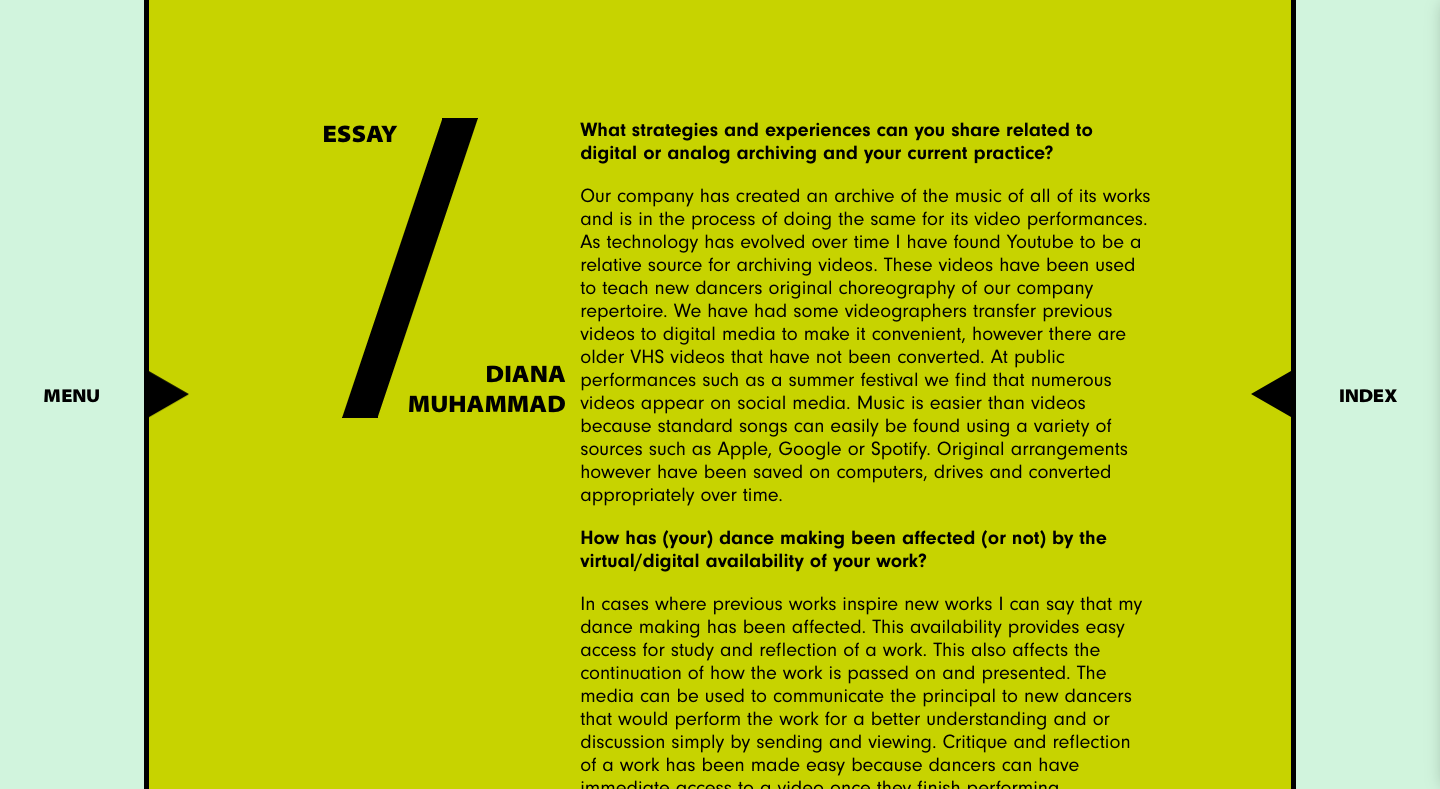 ESSAY
DIANA
MUHAMMAD
MENU
What strategies and experiences can you share related to
digital or analog archiving and your current practice?
Our company has created an archive of the music of all of its works
and is in the process of doing the same for its video performances.
As technology has evolved over time I have found Youtube to be a
relative source for archiving videos. These videos have been used
to teach new dancers original choreography of our company
repertoire. We have had some videographers transfer previous
videos to digital media to make it convenient, however there are
older VHS videos that have not been converted. At public
performances such as a summer festival we find that numerous
videos appear on social media. Music is easier than videos
because standard songs can easily be found using a variety of
sources such as Apple, Google or Spotify. Original arrangements
however have been saved on computers, drives and converted
appropriately over time.
How has (your) dance making been affected (or not) by the
virtual/digital availability of your work?
In cases where previous works inspire new works I can say that my
dance making has been affected. This availability provides easy
access for study and reflection of a work. This also affects the
continuation of how the work is passed on and presented. The
media can be used to communicate the principal to new dancers
that would perform the work for a better understanding and or
discussion simply by sending and viewing. Critique and reflection
of a work has been made easy because dancers can have
immediate access to a video once they finish performing.
INDEX